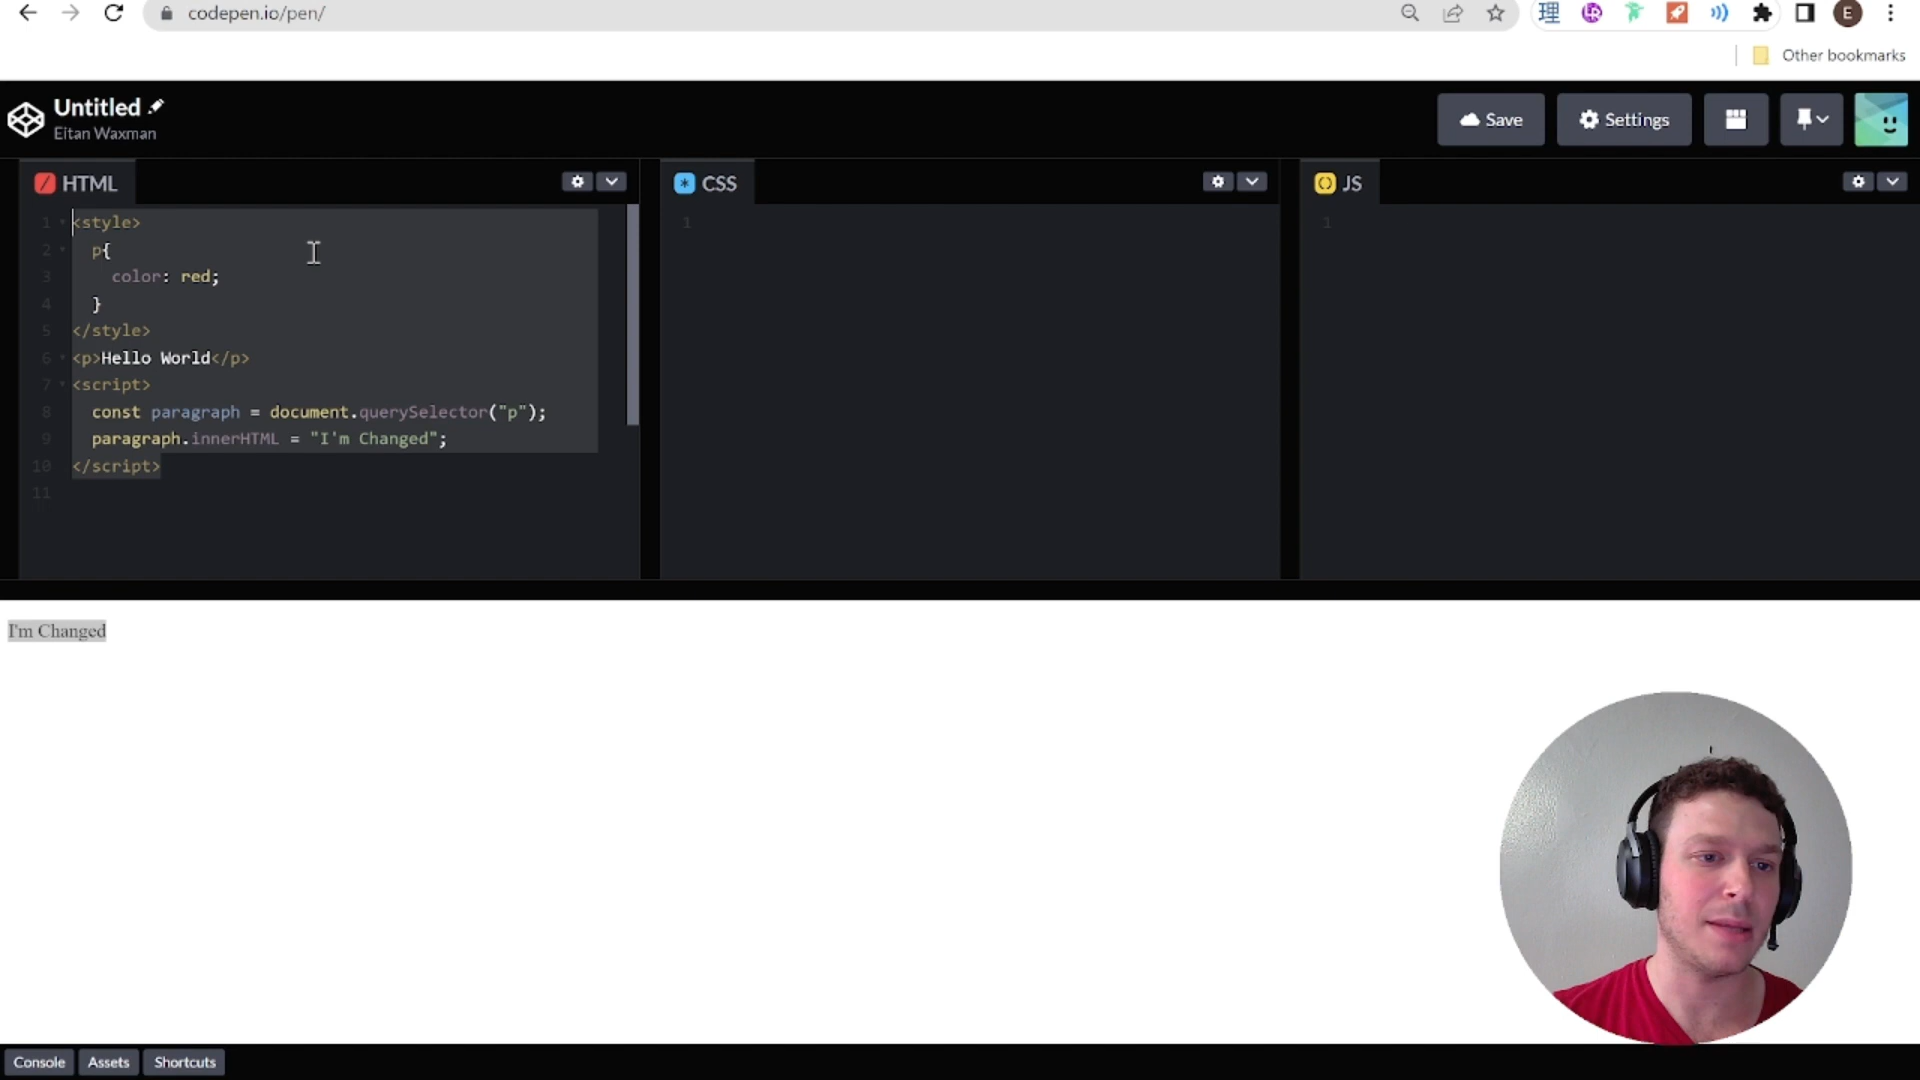 codepen.io/pen/
理
E
Other bookmarks
Untitled
Eitan Waxman
Save
Settings
HTML
CSS
JS
1 <style>
2 p{
3 color: red;
4 }
5 </style>
6 <p>Hello World</p>
7 <script>
8 const paragraph = document.querySelector("p");
9 paragraph.innerHTML = "I'm Changed";
10 </script>
11
1
1
I'm Changed
Console
Assets
Shortcuts